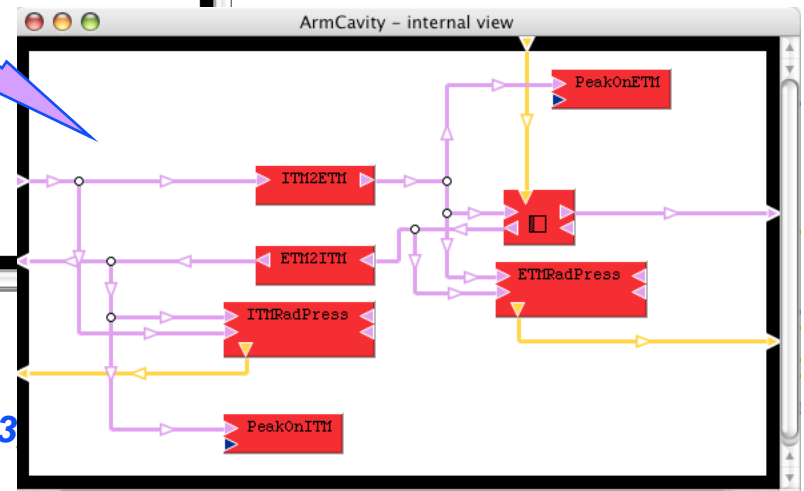 ArmCavity – internal view
PeakOnETM
ITM2ETM
ETM2ITM
ETMRadPress
ITMRadPress
PeakOnITM
3